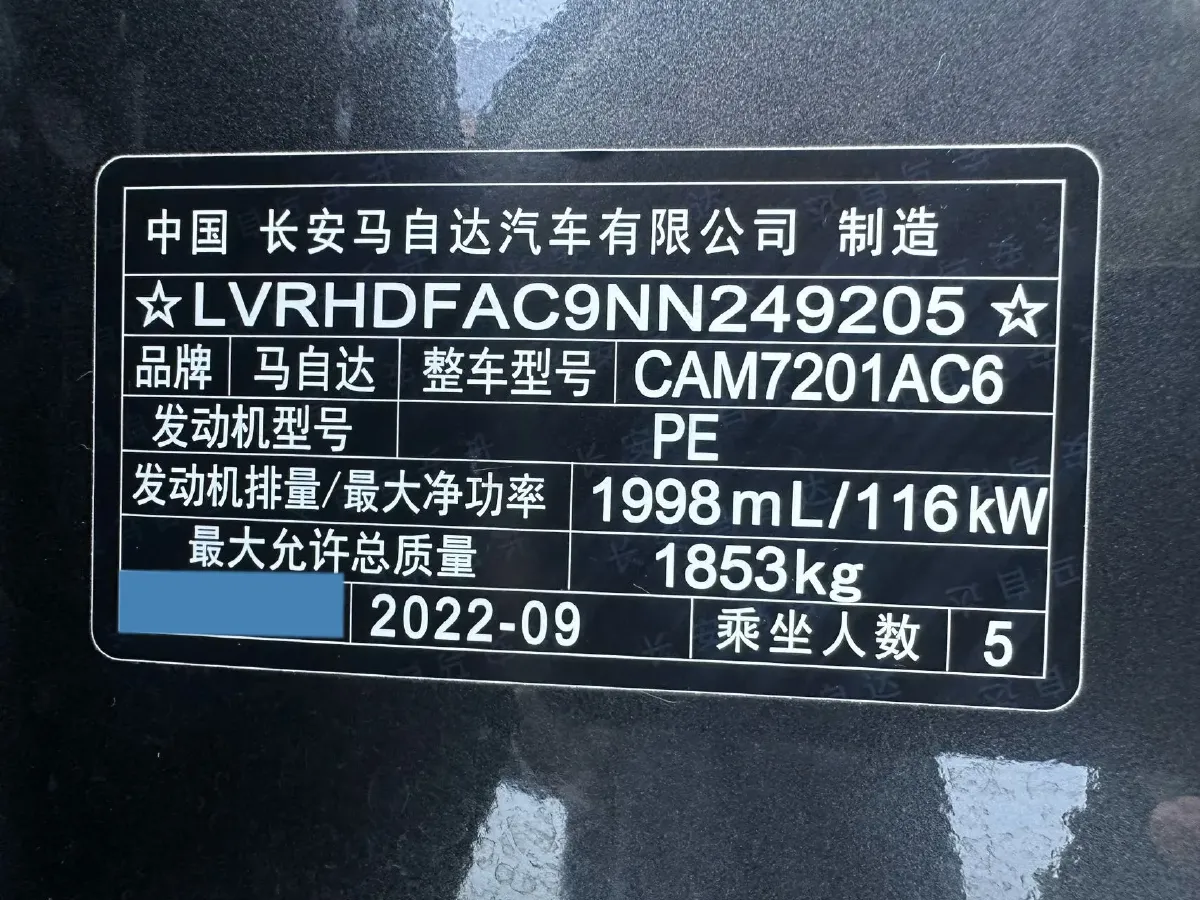 中国 长安马自达汽车有限公司 制造
☆LVRHDFAC9NN249205☆
品牌 马自达 整车型号 CAM7201AC6
发动机型号 PE
发动机排量/最大净功率 1998mL/116kW
最大允许总质量 1853kg
2022-09 乘坐人数 5